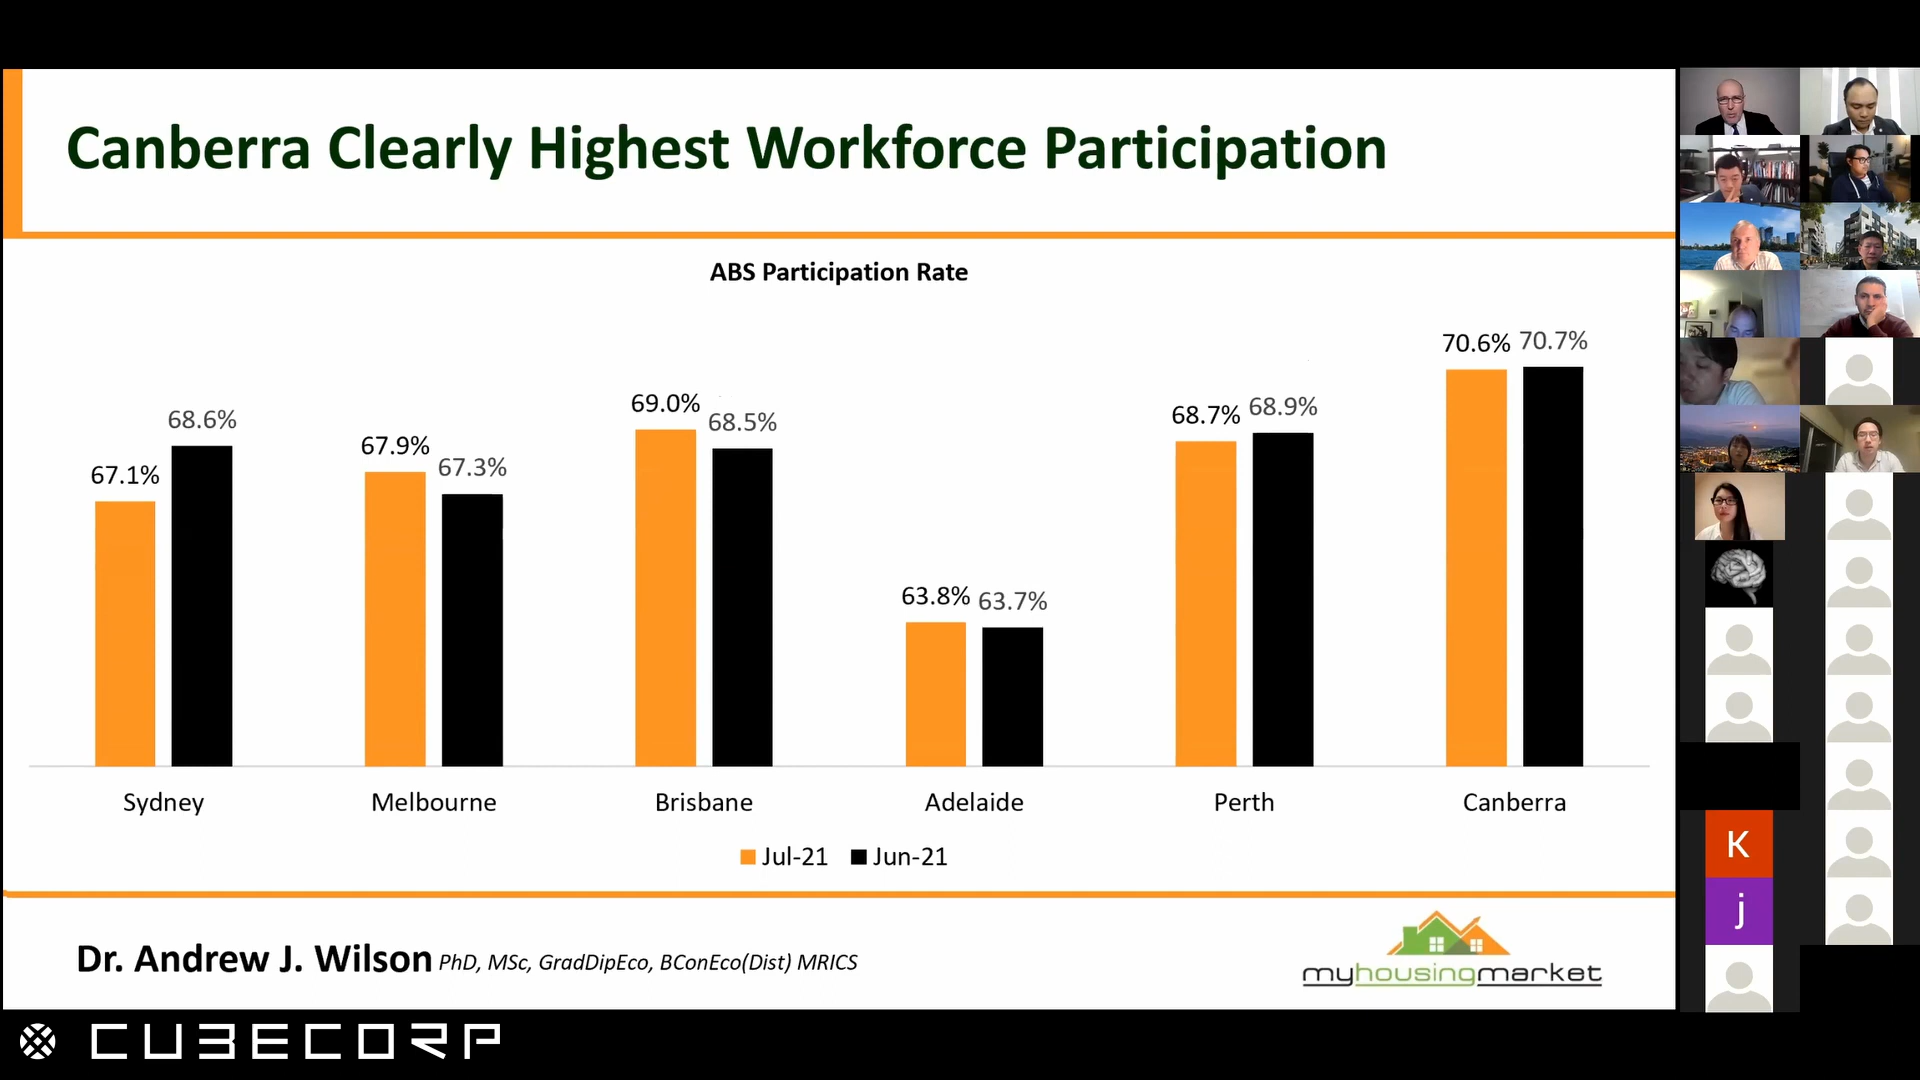 Canberra Clearly Highest Workforce Participation
ABS Participation Rate
67.1% 68.6% 67.9% 67.3% 69.0% 68.5% 63.8% 63.7% 68.7% 68.9% 70.6% 70.7%
Sydney Melbourne Brisbane Adelaide Perth Canberra
Jul-21 Jun-21
Dr. Andrew J. Wilson PhD, MSc, GradDipEco, BConEco(Dist) MRICS
myhousingmarket
CUBECORP
K
j